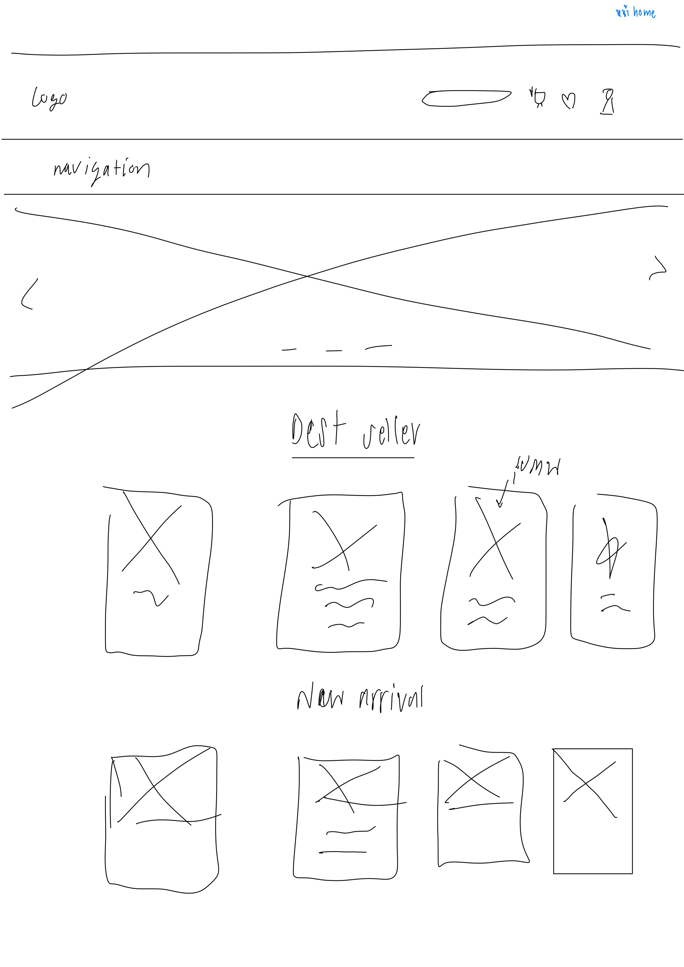 home
Logo
navigation
Best seller
New arrival